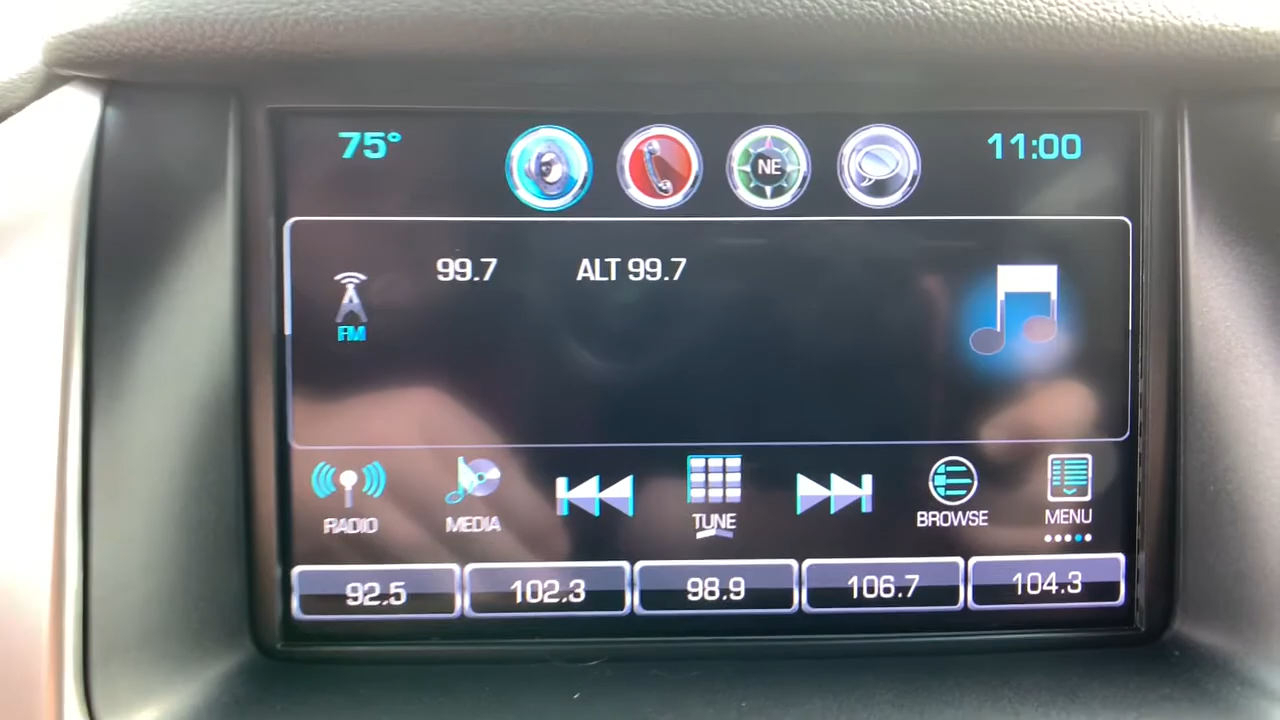 75°
NE
11:00
99.7
ALT 99.7
FM
RADIO
MEDIA
TUNE
BROWSE
MENU
92.5
102.3
98.9
106.7
104.3